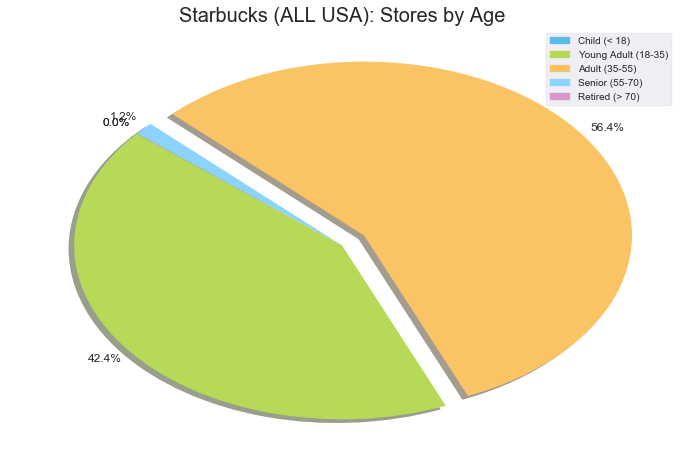 Starbucks (ALL USA): Stores by Age
Child (< 18)
Young Adult (18-35)
Adult (35-55)
Senior (55-70)
Retired (> 70)
1.2%
0.0%
0.0%
56.4%
42.4%